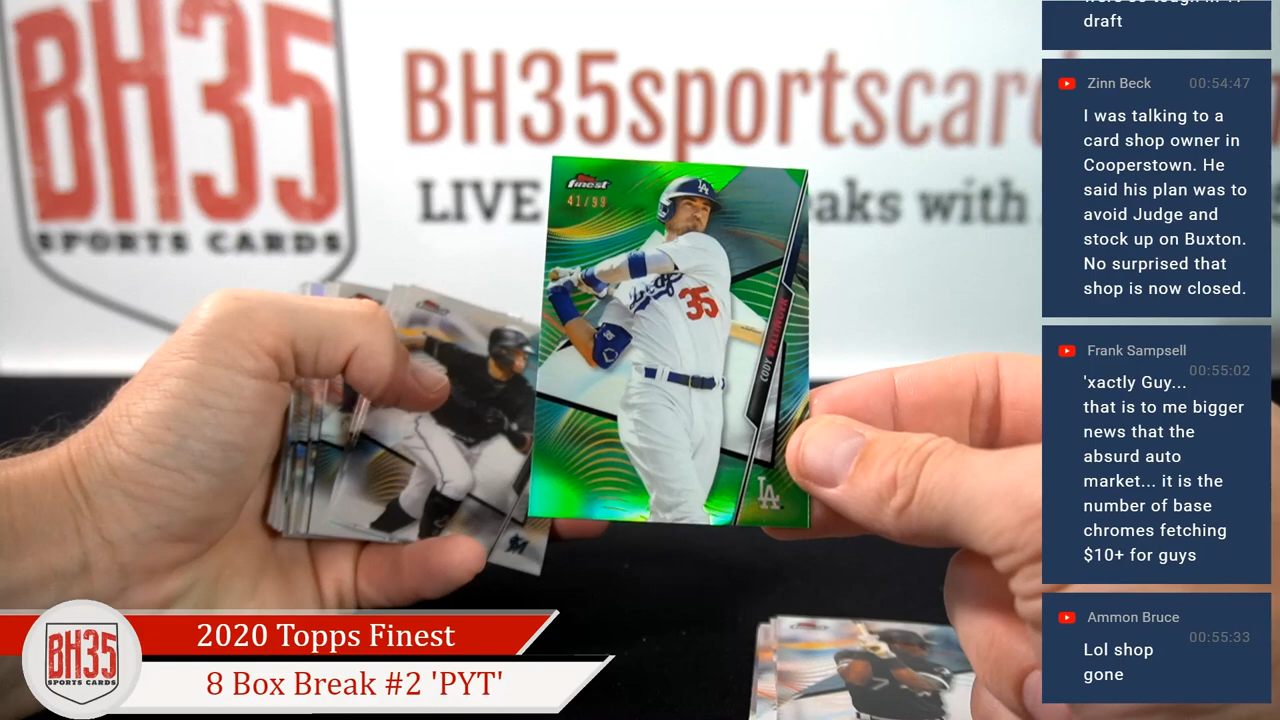 BH35
SPORTS CARDS
BH35sportscar
LIVE eaks with
Topps
finest
41/99
LA
Dodgers
35
CODY BELLINGER
LA
2020 Topps Finest
8 Box Break #2 'PYT'
BH35
SPORTS CARDS
draft
Zinn Beck 00:54:47
I was talking to a
card shop owner in
Cooperstown. He
said his plan was to
avoid Judge and
stock up on Buxton.
No surprised that
shop is now closed.
Frank Sampsell
00:55:02
'xactly Guy...
that is to me bigger
news that the
absurd auto
market... it is the
number of base
chromes fetching
$10+ for guys
Ammon Bruce
00:55:33
Lol shop
gone